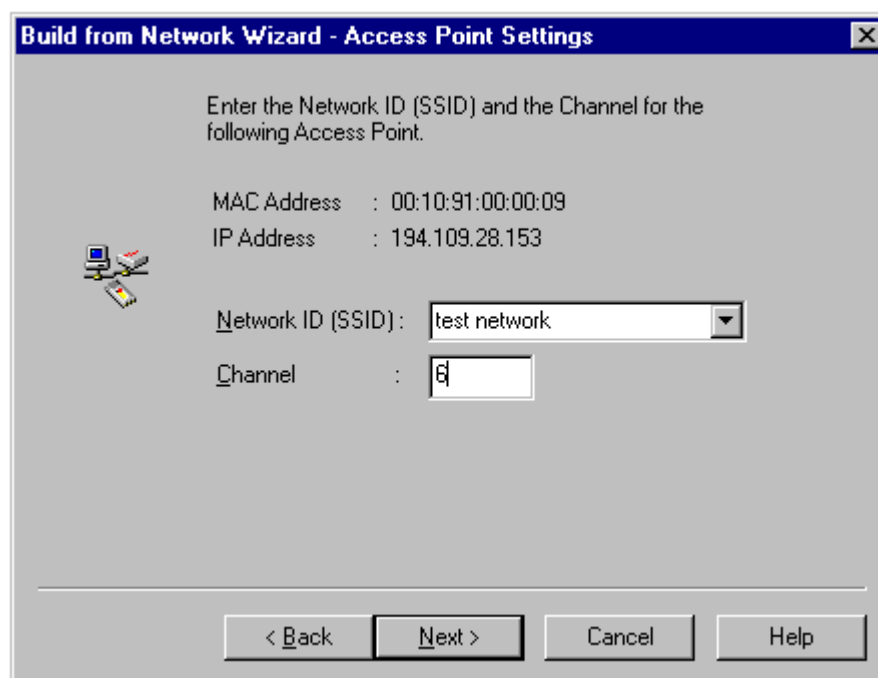 Build from Network Wizard - Access Point Settings
Enter the Network ID (SSID) and the Channel for the
following Access Point.
MAC Address : 00:10:91:00:00:09
IP Address : 194.109.28.153
Network ID (SSID) : test network
Channel : 6
< Back Next > Cancel Help